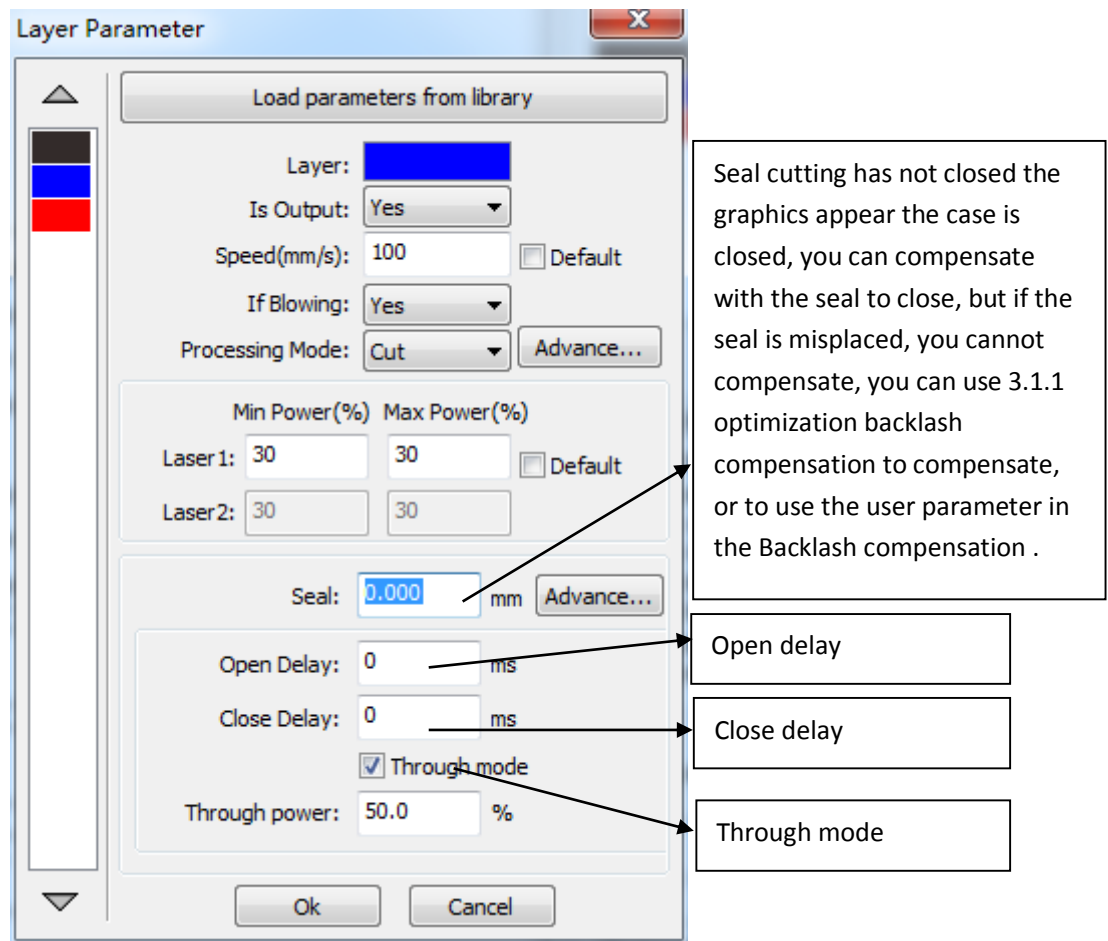 Layer Parameter
X
Load parameters from library
Layer:
Is Output: Yes
Speed(mm/s): 100 Default
If Blowing: Yes
Processing Mode: Cut Advance...
Min Power(%) Max Power(%)
Laser1: 30 30 Default
Laser2: 30 30
Seal: 0.000 mm Advance...
Open Delay: 0 ms
Close Delay: 0 ms
Through mode
Through power: 50.0 %
Ok Cancel
Seal cutting has not closed the
graphics appear the case is
closed, you can compensate
with the seal to close, but if the
seal is misplaced, you cannot
compensate, you can use 3.1.1
optimization backlash
compensation to compensate,
or to use the user parameter in
the Backlash compensation .
Open delay
Close delay
Through mode